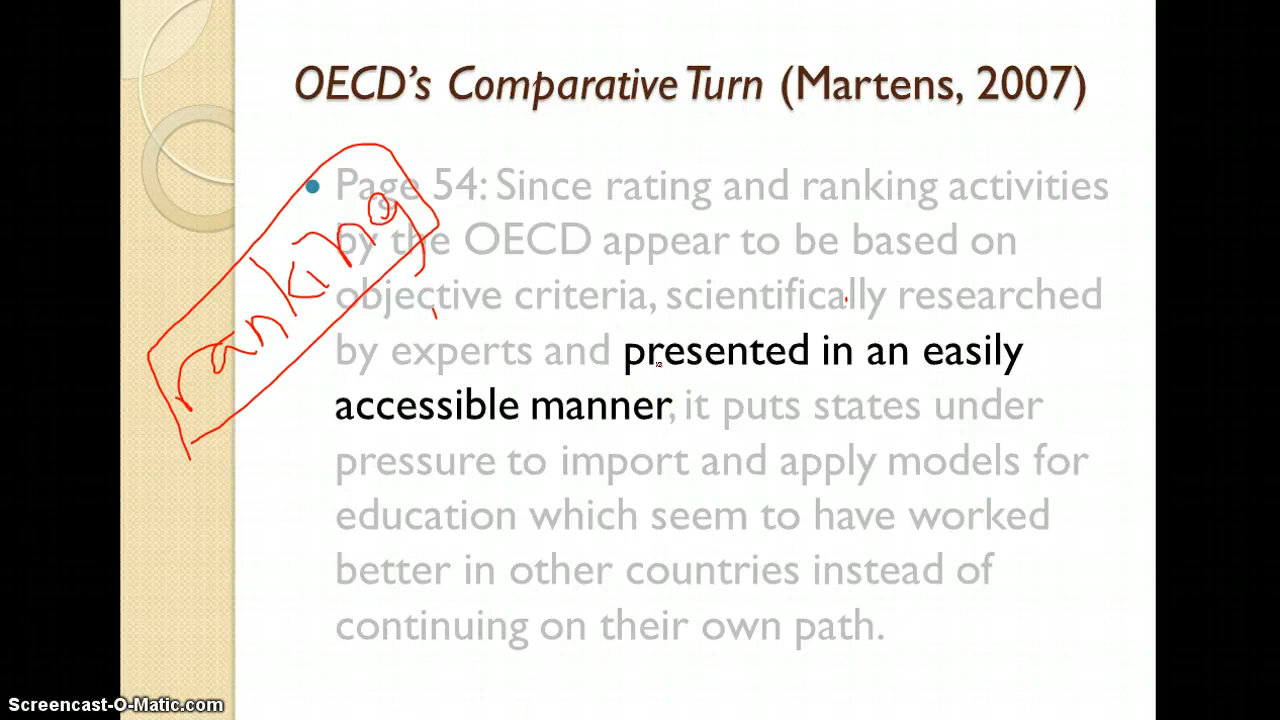 OECD's Comparative Turn (Martens, 2007)
Page 54: Since rating and ranking activities
by the OECD appear to be based on
objective criteria, scientifically researched
by experts and presented in an easily
accessible manner, it puts states under
pressure to import and apply models for
education which seem to have worked
better in other countries instead of
continuing on their own path.
ranking
Screencast-O-Matic.com